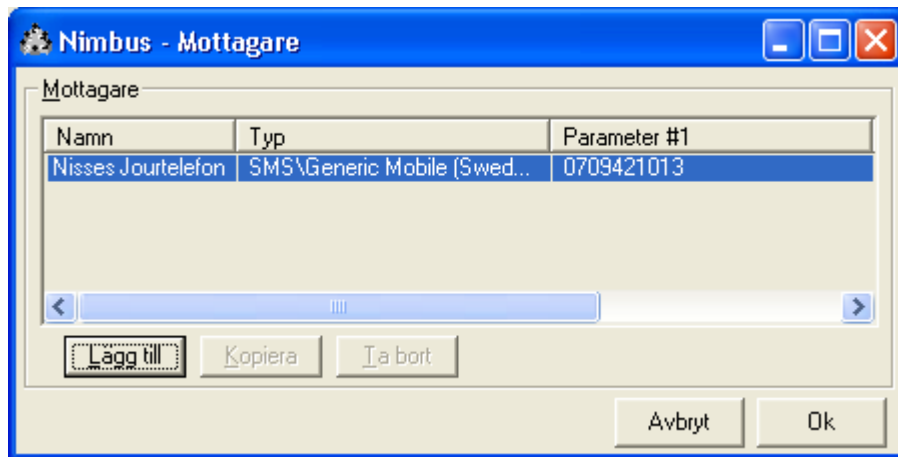 Nimbus - Mottagare
Mottagare
Namn Typ Parameter #1
Nisses Jourtelefon SMS\Generic Mobile (Swed... 0709421013
Lägg till Kopiera Ta bort
Avbryt Ok